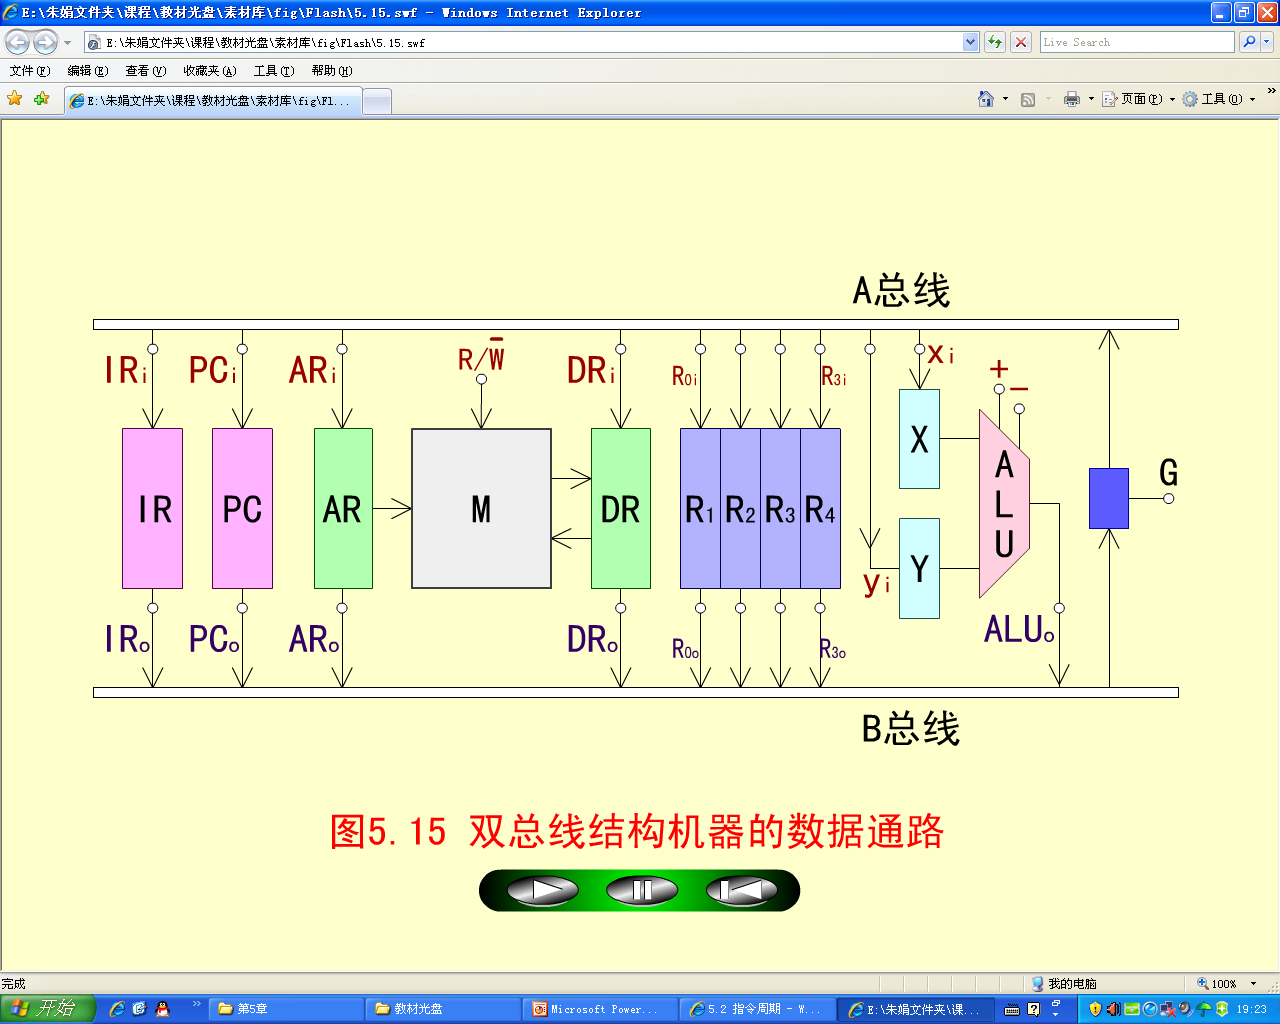 E:\朱娟文件夹\课程\教材光盘\素材库\fig\Flash\5.15.swf - Windows Internet Explorer
E:\朱娟文件夹\课程\教材光盘\素材库\fig\Flash\5.15.swf
Live Search
文件(F) 编辑(E) 查看(V) 收藏夹(A) 工具(T) 帮助(H)
E:\朱娟文件夹\课程\教材光盘\素材库\fig\Fl...
页面(P) 工具(O)
A总线
IRi PCi ARi R/W̅ DRi R0i R3i xi + −
IR PC AR M DR R1 R2 R3 R4 X Y ALU G
yi
IRo PCo ARo DRo R0o R3o ALUo
B总线
图5.15 双总线结构机器的数据通路
完成 我的电脑 100%
开始 第5章 教材光盘 Microsoft Power... 5.2 指令周期 - W... E:\朱娟文件夹\课... 19:23